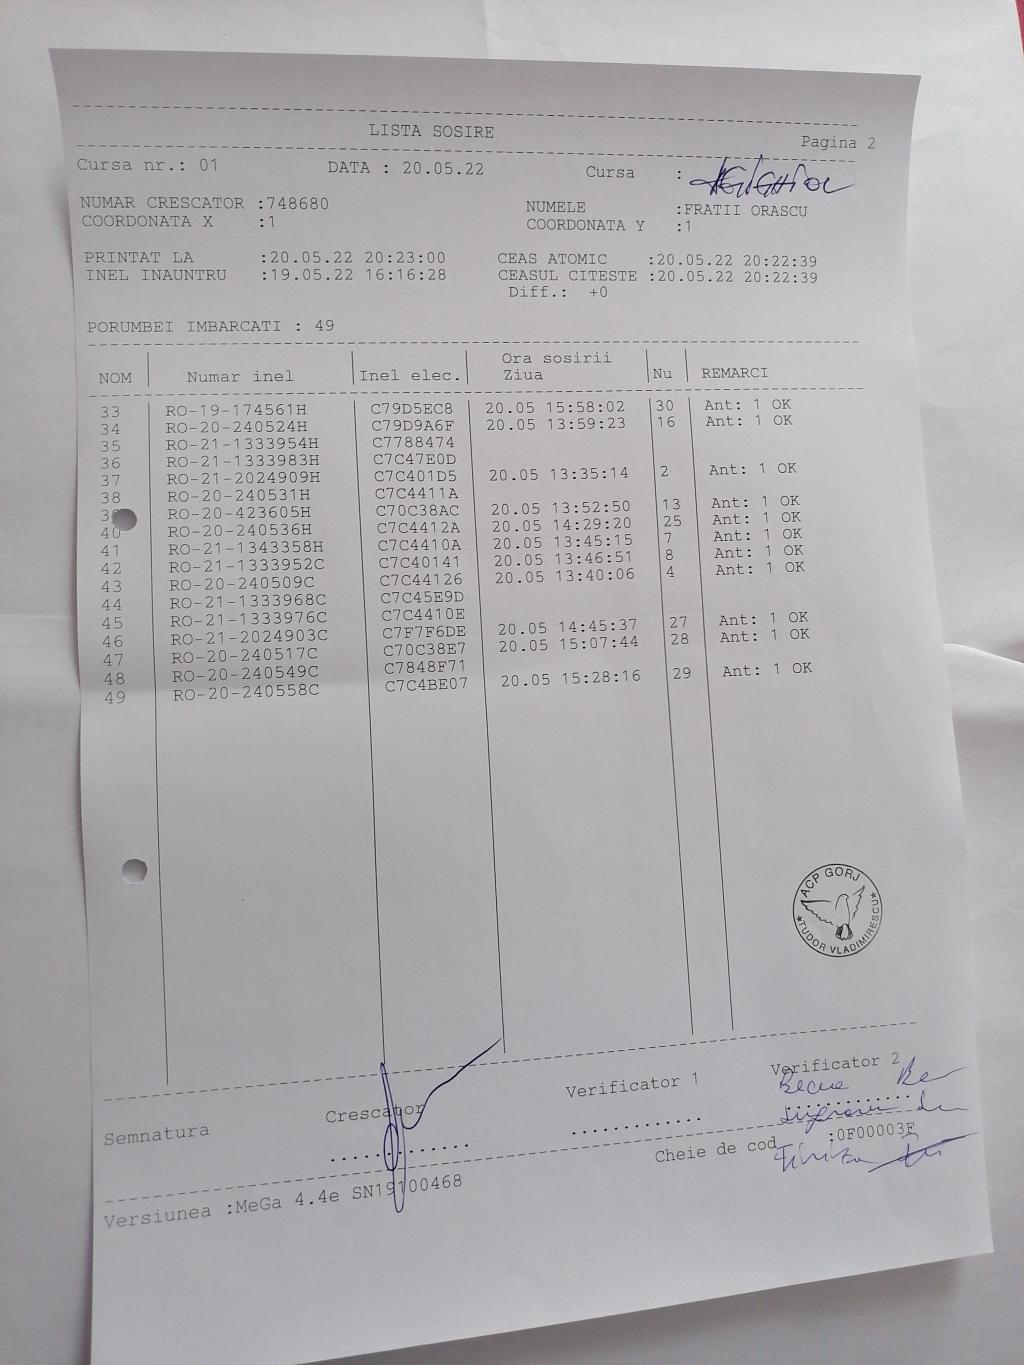 LISTA SOSIRE
Pagina 2
Cursa nr.: 01 DATA : 20.05.22 Cursa :
NUMAR CRESCATOR :748680 NUMELE :FRATII ORASCU
COORDONATA X :1 COORDONATA Y :1
PRINTAT LA :20.05.22 20:23:00 CEAS ATOMIC :20.05.22 20:22:39
INEL INAUNTRU :19.05.22 16:16:28 CEASUL CITESTE :20.05.22 20:22:39
Diff.: +0
PORUMBEI IMBARCATI : 49
NOM Numar inel Inel elec. Ora sosirii Ziua Nu REMARCI
33 RO-19-174561H C79D5EC8 20.05 15:58:02 30 Ant: 1 OK
34 RO-20-240524H C79D9A6F 20.05 13:59:23 16 Ant: 1 OK
35 RO-21-1333954H C7788474
36 RO-21-1333983H C7C47E0D
37 RO-21-2024909H C7C401D5 20.05 13:35:14 2 Ant: 1 OK
38 RO-20-240531H C7C4411A
39 RO-20-423605H C70C38AC 20.05 13:52:50 13 Ant: 1 OK
40 RO-20-240536H C7C4412A 20.05 14:29:20 25 Ant: 1 OK
41 RO-21-1343358H C7C4410A 20.05 13:45:15 7 Ant: 1 OK
42 RO-21-1333952C C7C40141 20.05 13:46:51 8 Ant: 1 OK
43 RO-20-240509C C7C44126 20.05 13:40:06 4 Ant: 1 OK
44 RO-21-1333968C C7C45E9D
45 RO-21-1333976C C7C4410E
46 RO-21-2024903C C7F7F6DE 20.05 14:45:37 27 Ant: 1 OK
47 RO-20-240517C C70C38E7 20.05 15:07:44 28 Ant: 1 OK
48 RO-20-240549C C7848F71
49 RO-20-240558C C7C4BE07 20.05 15:28:16 29 Ant: 1 OK
ACP GORJ
*TUDOR VLADIMIRESCU*
Semnatura Crescator Verificator 1 Verificator 2
Cheie de cod :0F00003F
Versiunea :MeGa 4.4e SN19100468